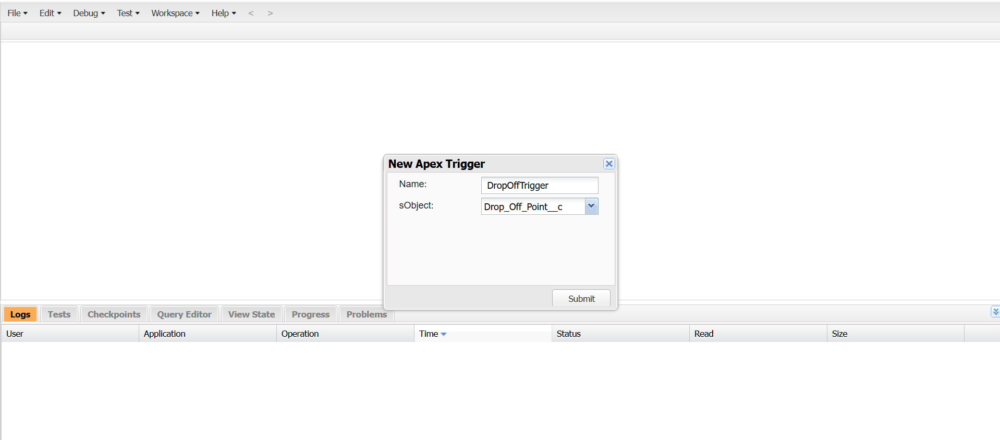 File Edit Debug Test Workspace Help < >
New Apex Trigger
Name: DropOffTrigger
sObject: Drop_Off_Point__c
Submit
Logs Tests Checkpoints Query Editor View State Progress Problems
User Application Operation Time Status Read Size